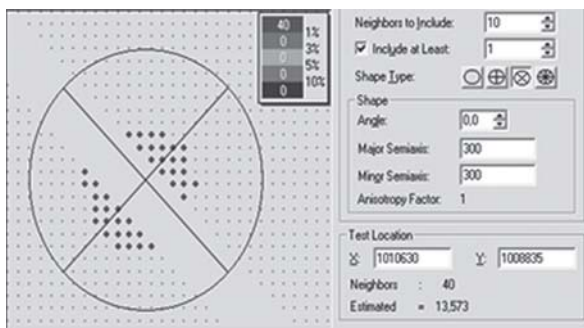 40
0
0
0
0
1%
3%
5%
10%
Neighbors to Include: 10
Include at Least: 1
Shape Type:
Shape
Angle: 0,0
Major Semiaxis: 300
Minor Semiaxis: 300
Anisotropy Factor: 1
Test Location
X: 1010630 Y: 1008835
Neighbors : 40
Estimated = 13,573